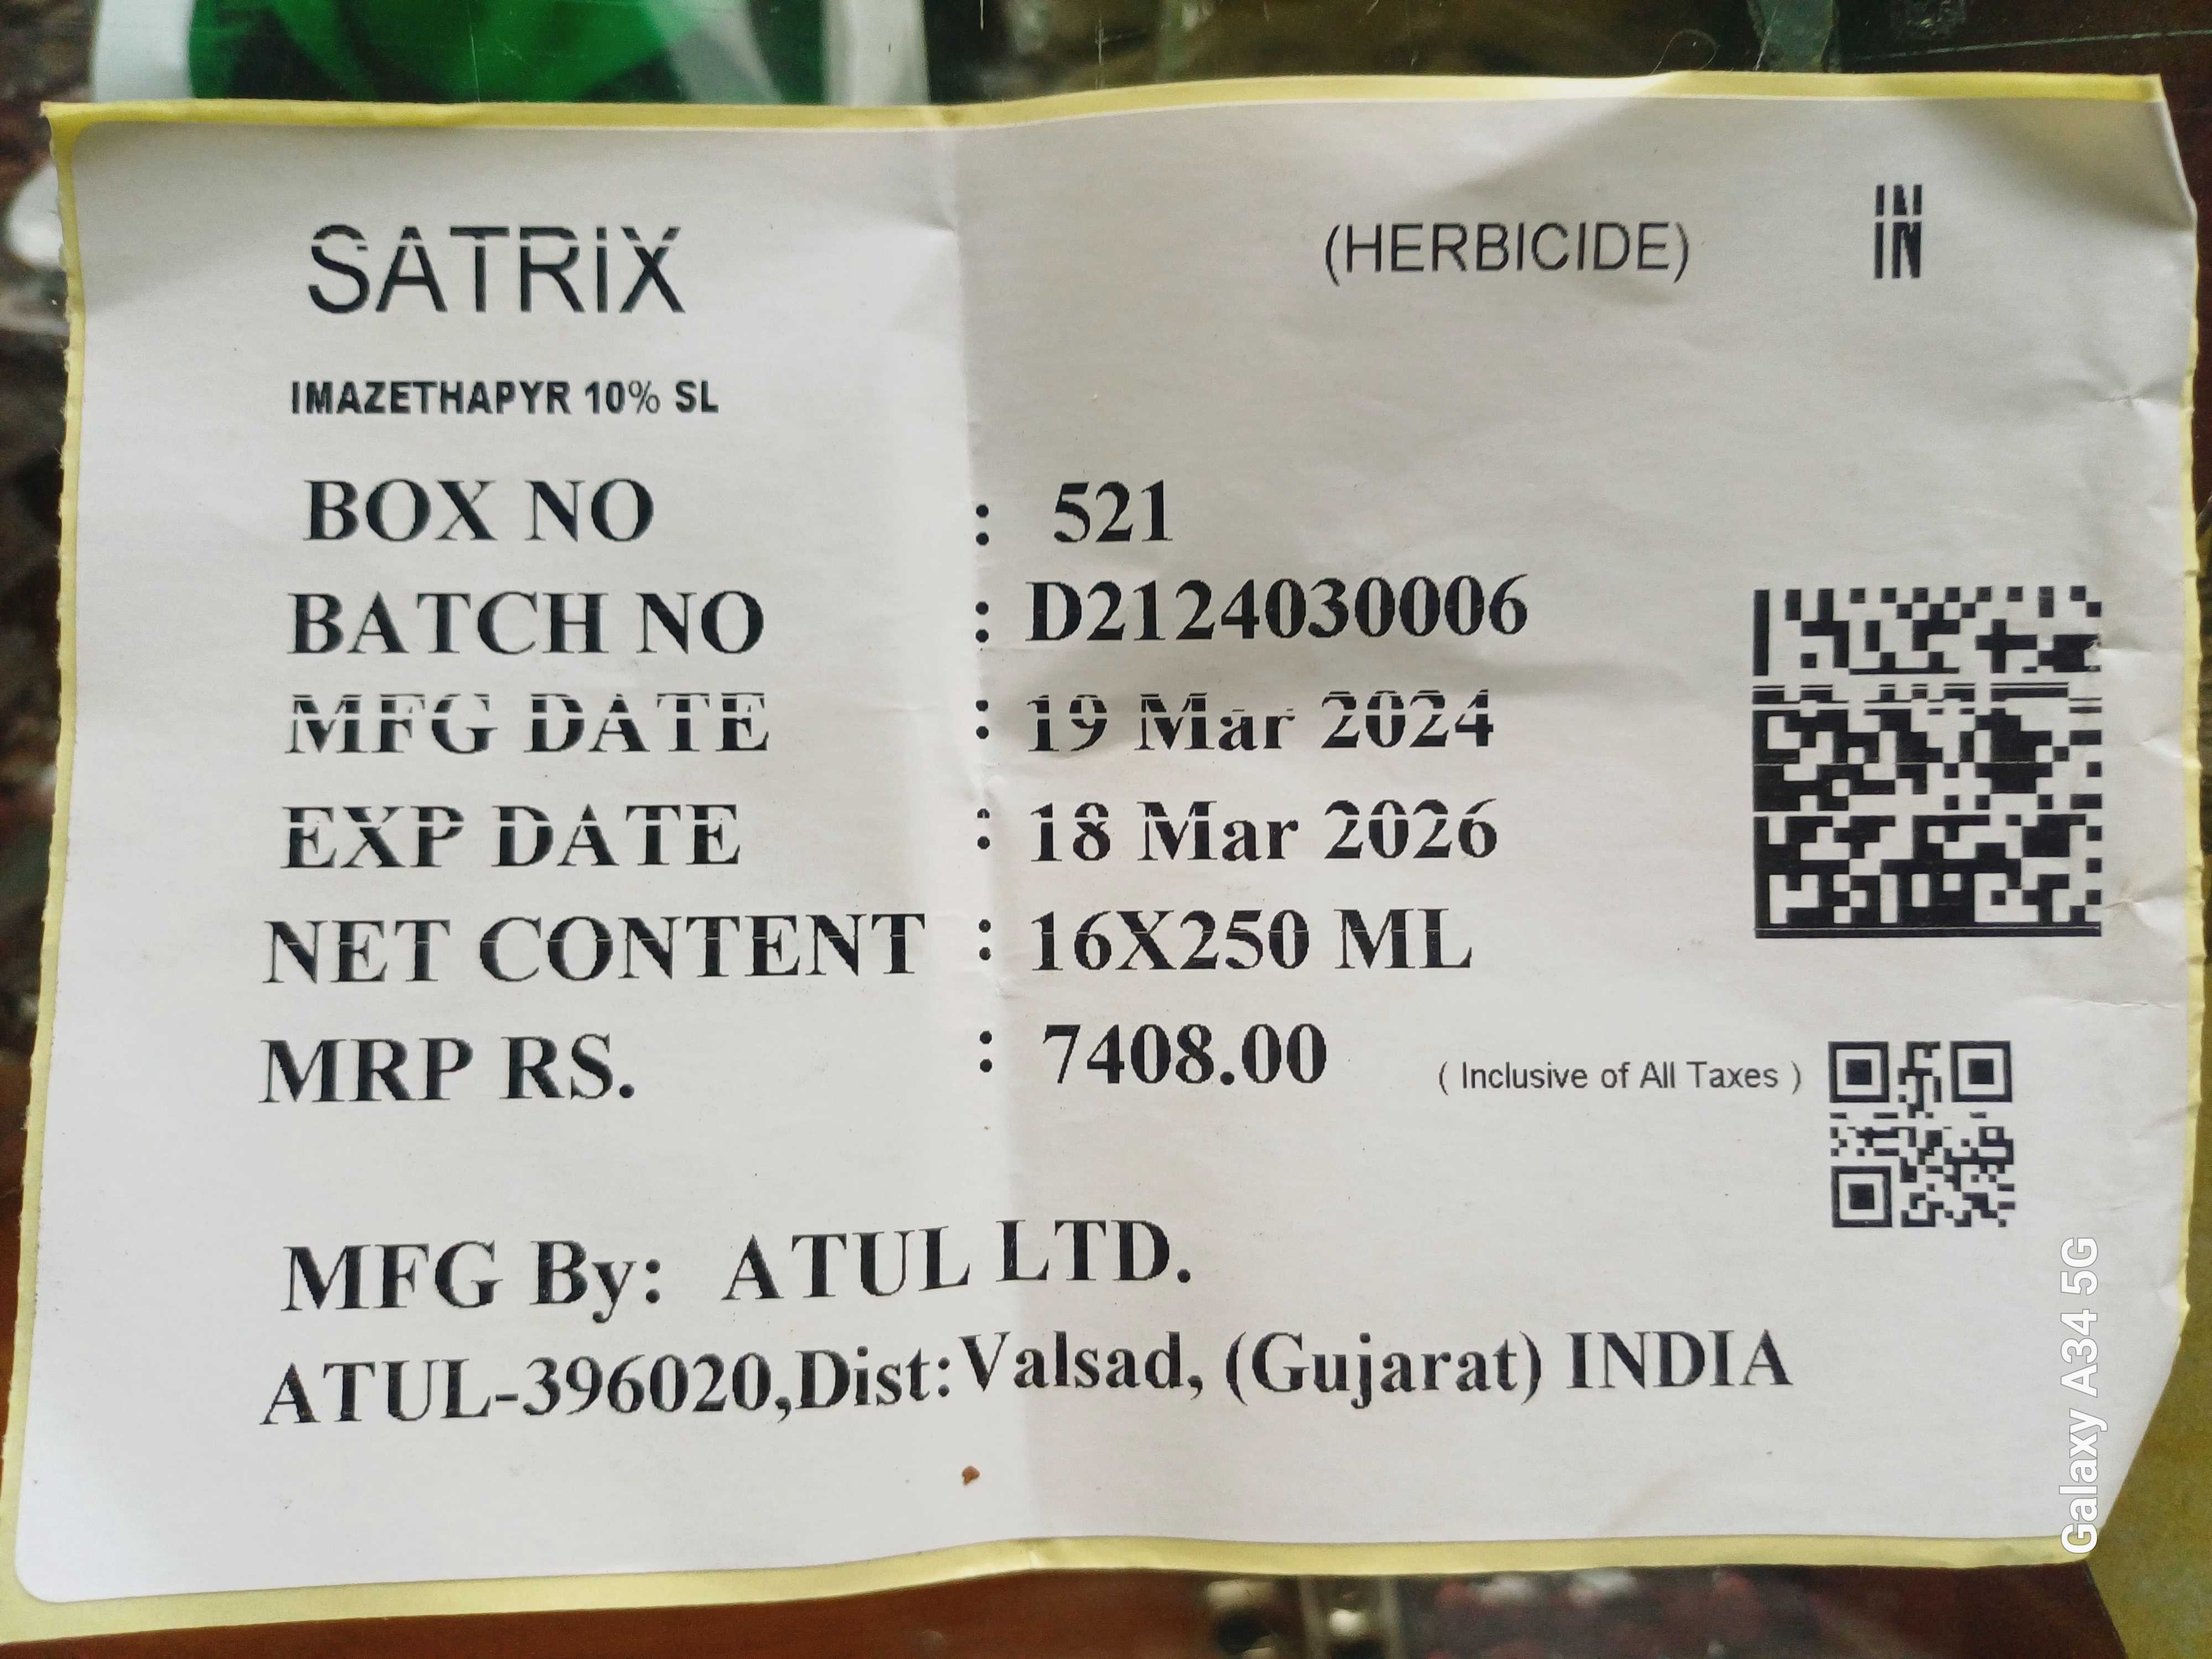 SATRIX (HERBICIDE) IN
IN
IMAZETHAPYR 10% SL
BOX NO : 521
BATCH NO : D2124030006
MFG DATE : 19 Mar 2024
EXP DATE : 18 Mar 2026
NET CONTENT : 16X250 ML
MRP RS. : 7408.00 ( Inclusive of All Taxes )
MFG By: ATUL LTD.
ATUL-396020,Dist:Valsad, (Gujarat) INDIA
Galaxy A34 5G